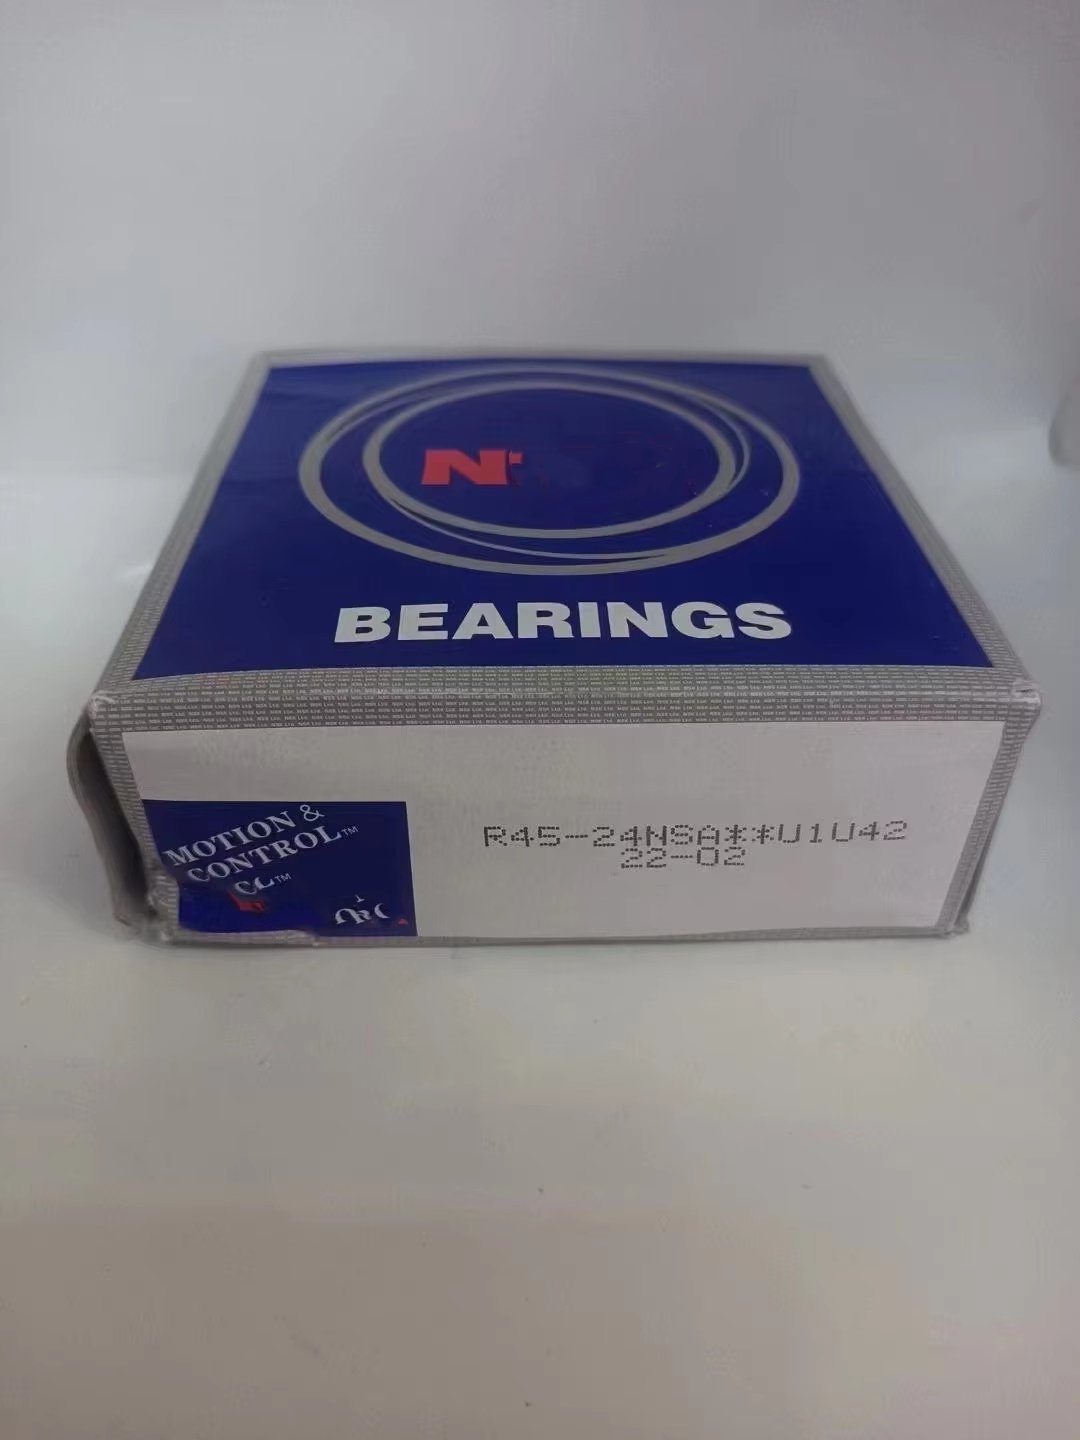 N
BEARINGS
MOTION &
CONTROL™
R45-24NSA**U1U42
22-02